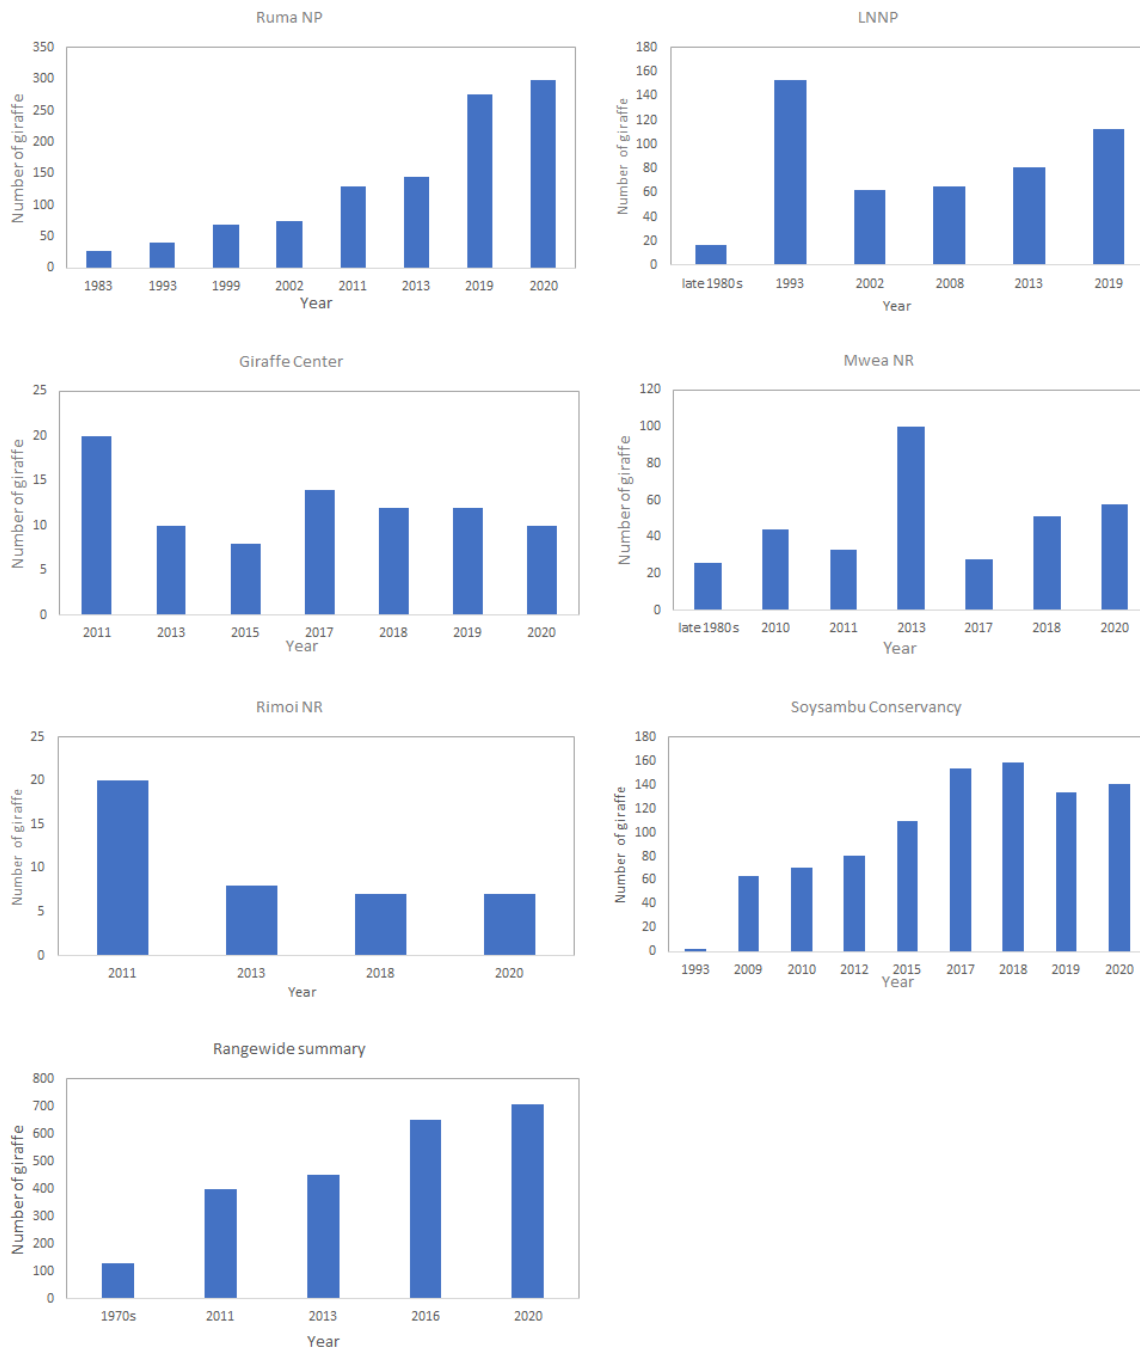 Ruma NP
Number of giraffe
350
300
250
200
150
100
50
0
1983 1993 1999 2002 2011 2013 2019 2020
Year
LNNP
Number of giraffe
180
160
140
120
100
80
60
40
20
0
late 1980s 1993 2002 2008 2013 2019
Year
Giraffe Center
Number of giraffe
25
20
15
10
5
0
2011 2013 2015 2017 2018 2019 2020
Year
Mwea NR
Number of giraffe
120
100
80
60
40
20
0
late 1980s 2010 2011 2013 2017 2018 2020
Year
Rimoi NR
Number of giraffe
25
20
15
10
5
0
2011 2013 2018 2020
Year
Soysambu Conservancy
Number of giraffe
180
160
140
120
100
80
60
40
20
0
1993 2009 2010 2012 2015 2017 2018 2019 2020
Year
Rangewide summary
Number of giraffe
800
700
600
500
400
300
200
100
0
1970s 2011 2013 2016 2020
Year